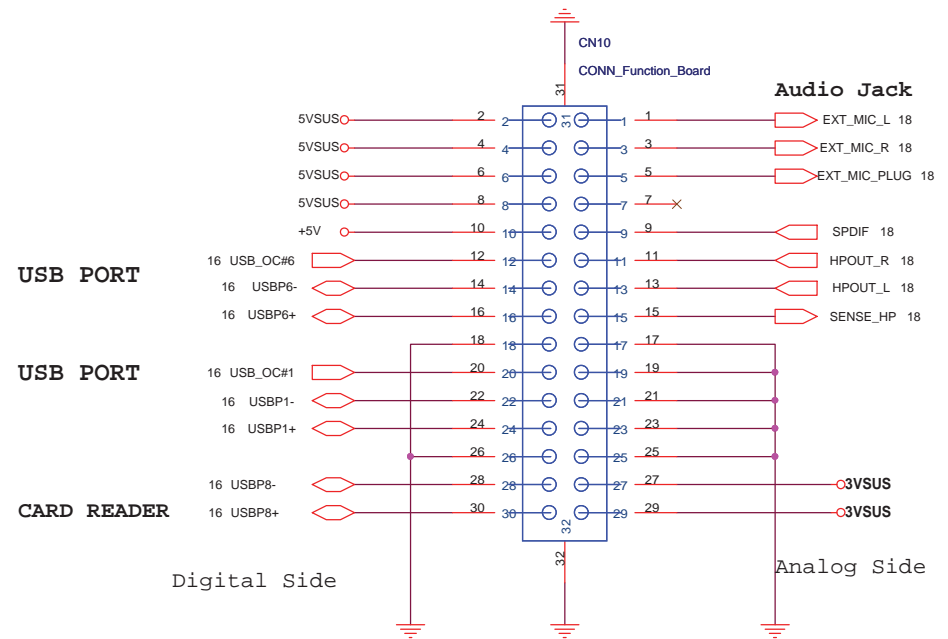 CN10
CONN_Function_Board
31
Audio Jack
5VSUS 2 2 31 1 1 EXT_MIC_L 18
5VSUS 4 4 3 3 EXT_MIC_R 18
5VSUS 6 6 5 5 EXT_MIC_PLUG 18
5VSUS 8 8 7 7
+5V 10 10 9 9 SPDIF 18
16 USB_OC#6 12 12 11 11 HPOUT_R 18
USB PORT
16 USBP6- 14 14 13 13 HPOUT_L 18
16 USBP6+ 16 16 15 15 SENSE_HP 18
18 18 17 17
USB PORT
16 USB_OC#1 20 20 19 19
16 USBP1- 22 22 21 21
16 USBP1+ 24 24 23 23
26 26 25 25
16 USBP8- 28 28 27 27 3VSUS
CARD READER
16 USBP8+ 30 30 32 29 29 3VSUS
32
Digital Side
Analog Side